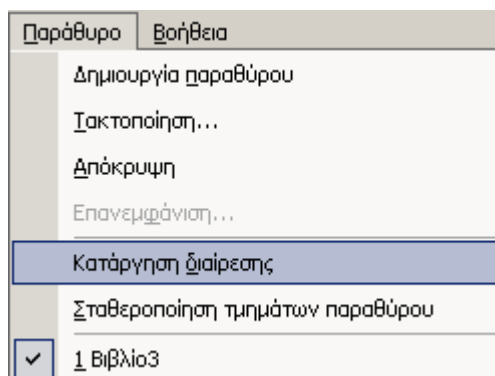 Παράθυρο Βοήθεια
Δημιουργία παραθύρου
Τακτοποίηση...
Απόκρυψη
Επανεμφάνιση...
Κατάργηση διαίρεσης
Σταθεροποίηση τμημάτων παραθύρου
1 Βιβλίο3